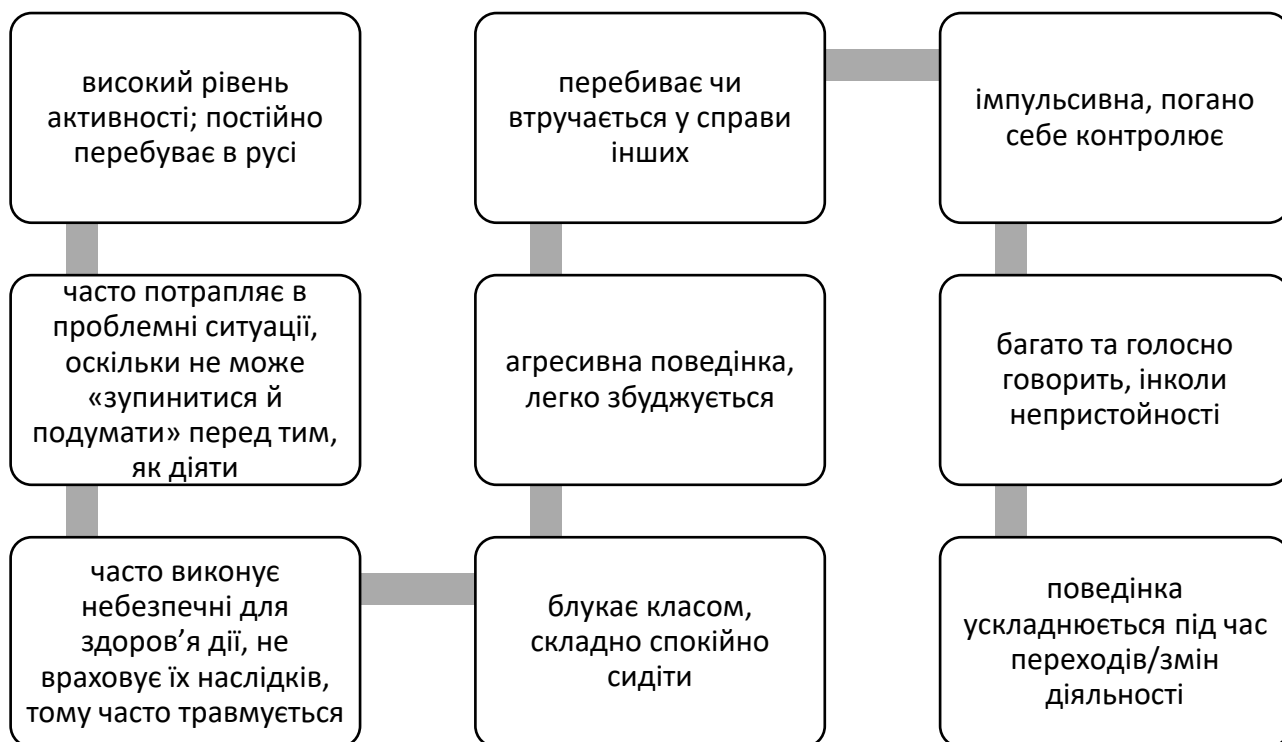 високий рівень
активності; постійно
перебуває в русі
часто потрапляє в
проблемні ситуації,
оскільки не може
«зупинитися й
подумати» перед тим,
як діяти
часто виконує
небезпечні для
здоров’я дії, не
враховує їх наслідків,
тому часто травмується
блукає класом,
складно спокійно
сидіти
агресивна поведінка,
легко збуджується
перебиває чи
втручається у справи
інших
імпульсивна, погано
себе контролює
багато та голосно
говорить, інколи
непристойності
поведінка
ускладнюється під час
переходів/змін
діяльності